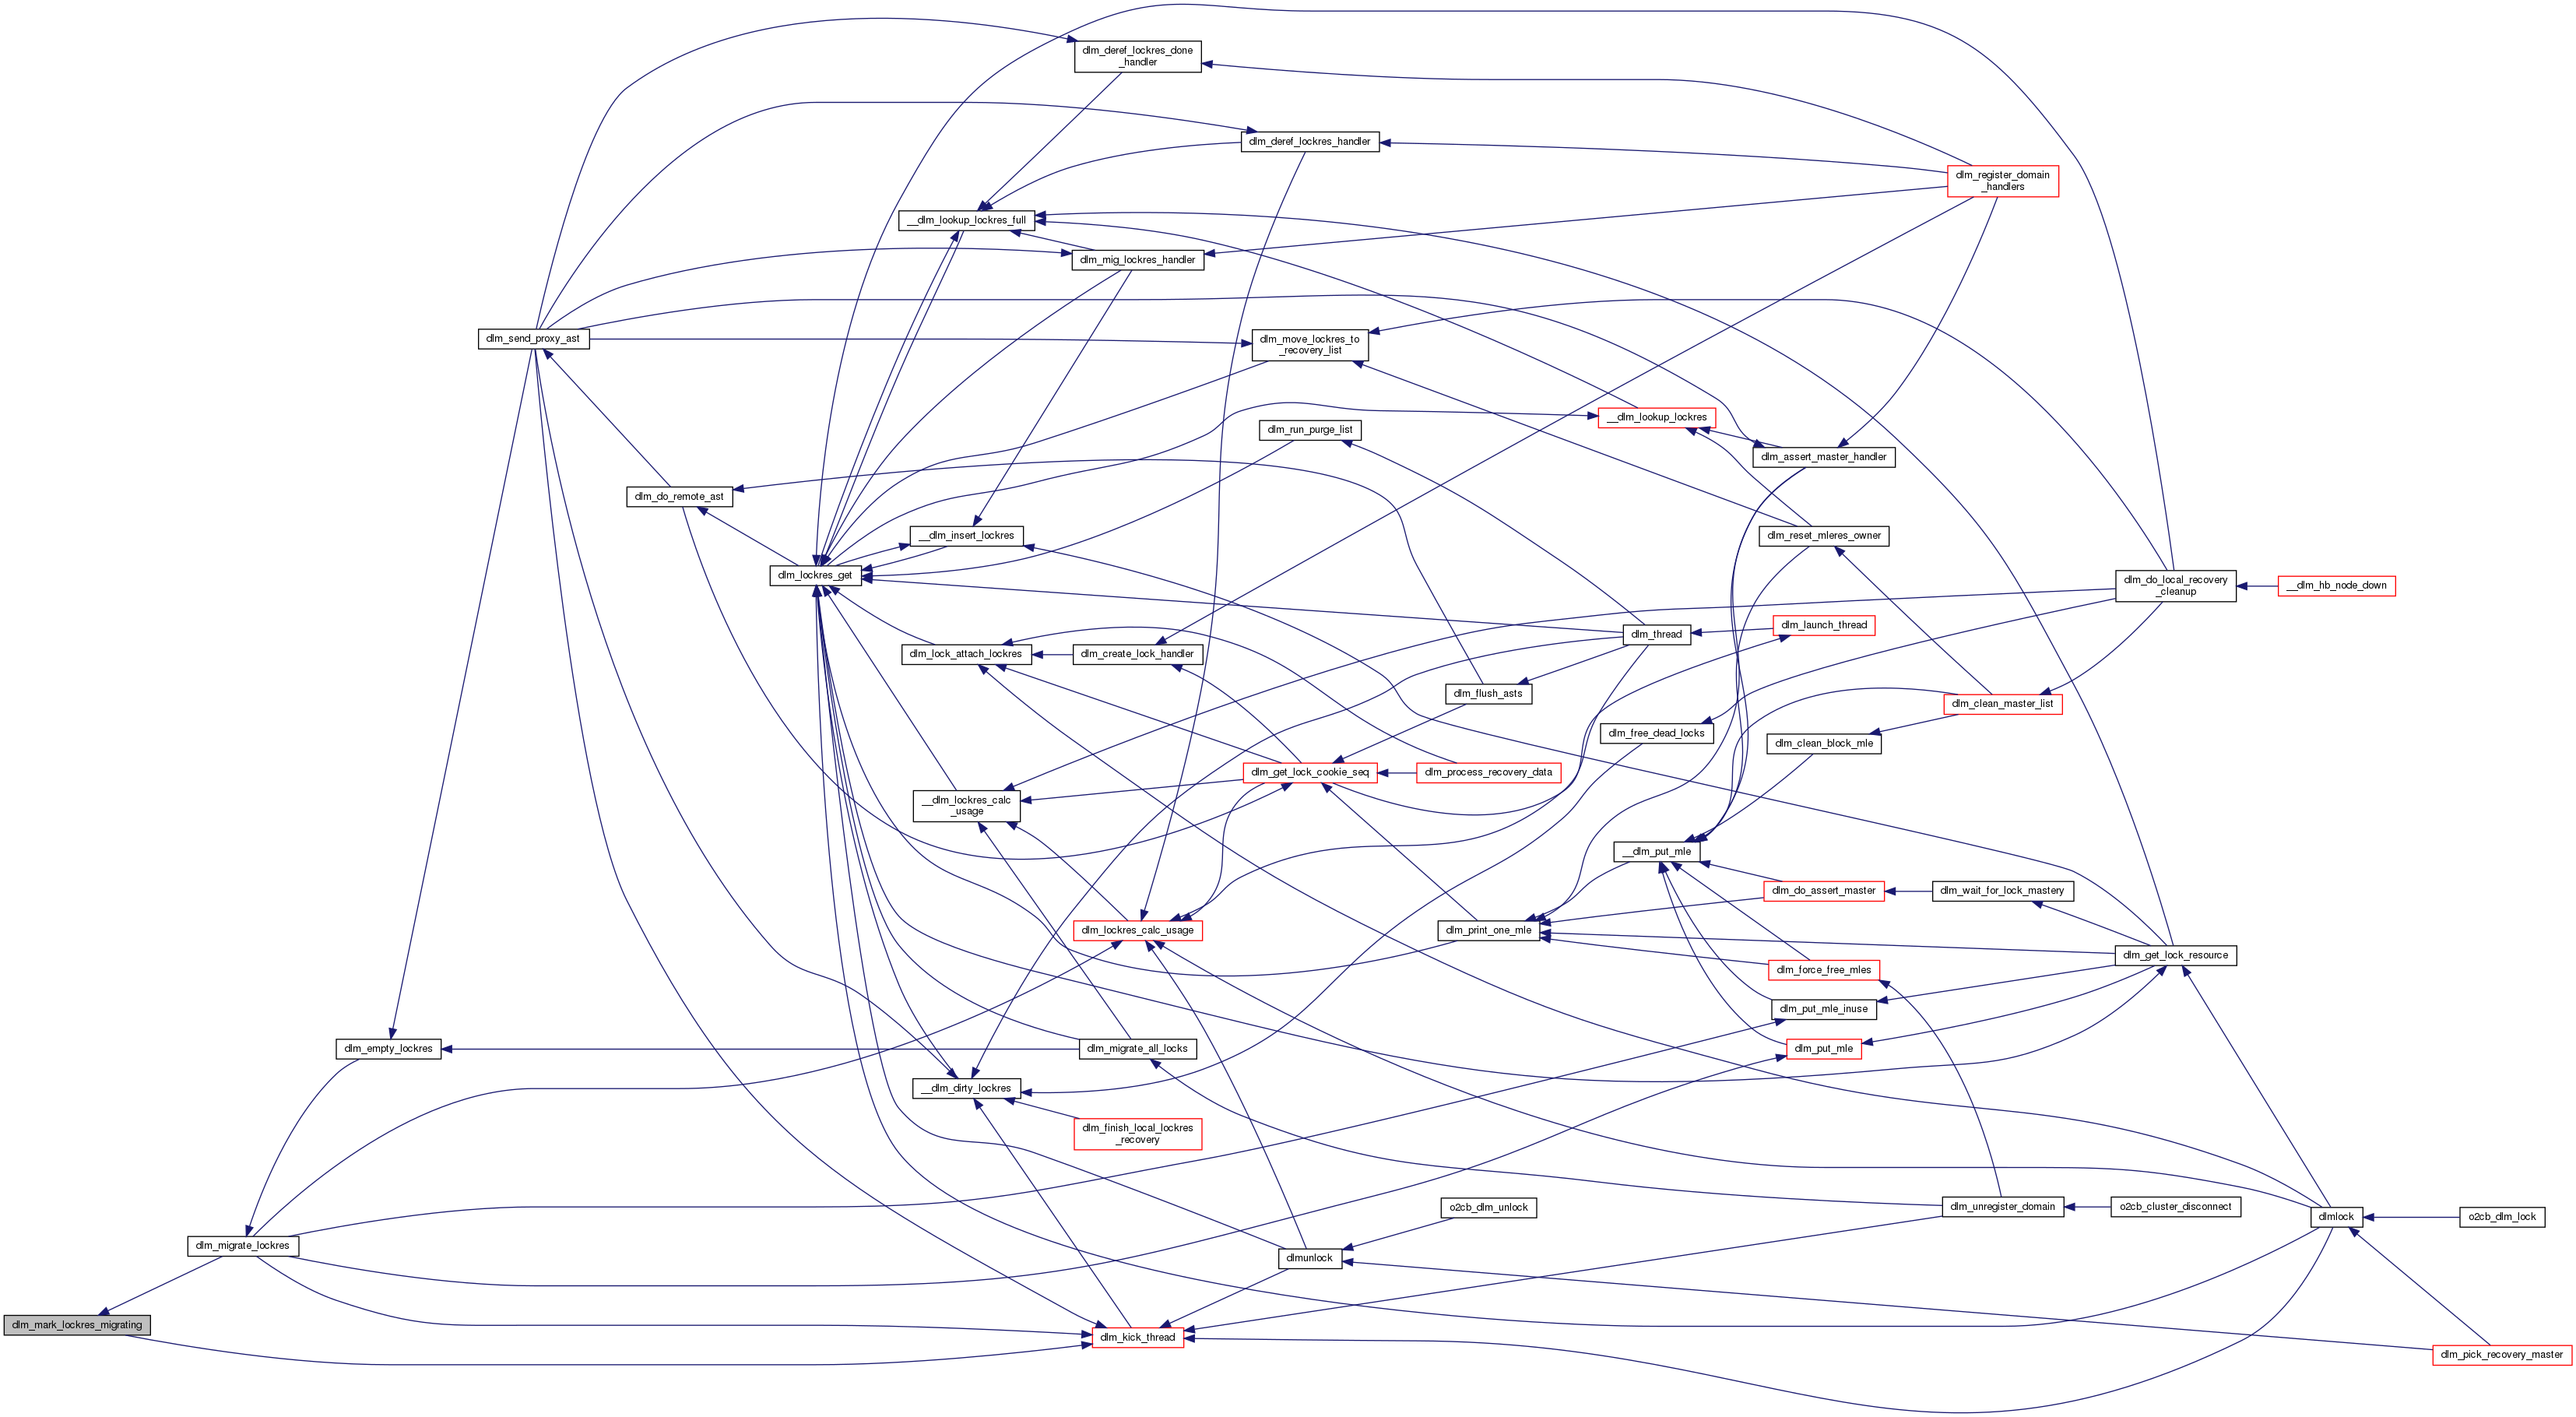 dlm_deref_lockres_done
_handler
dlm_deref_lockres_handler
dlm_register_domain
_handlers
__dlm_lookup_lockres_full
dlm_mig_lockres_handler
dlm_send_proxy_ast
dlm_move_lockres_to
_recovery_list
__dlm_lookup_lockres
dlm_run_purge_list
dlm_assert_master_handler
dlm_do_remote_ast
__dlm_insert_lockres
dlm_reset_mleres_owner
dlm_lockres_get
dlm_do_local_recovery
_cleanup
__dlm_hb_node_down
dlm_thread
dlm_launch_thread
dlm_lock_attach_lockres
dlm_create_lock_handler
dlm_flush_asts
dlm_clean_master_list
dlm_free_dead_locks
dlm_clean_block_mle
dlm_get_lock_cookie_seq
dlm_process_recovery_data
__dlm_lockres_calc
_usage
__dlm_put_mle
dlm_do_assert_master
dlm_wait_for_lock_mastery
dlm_lockres_calc_usage
dlm_print_one_mle
dlm_get_lock_resource
dlm_force_free_mles
dlm_put_mle_inuse
dlm_empty_lockres
dlm_migrate_all_locks
dlm_put_mle
__dlm_dirty_lockres
dlm_finish_local_lockres
_recovery
o2cb_dlm_unlock
dlm_unregister_domain
o2cb_cluster_disconnect
dlmlock
o2cb_dlm_lock
dlm_migrate_lockres
dlmunlock
dlm_mark_lockres_migrating
dlm_kick_thread
dlm_pick_recovery_master